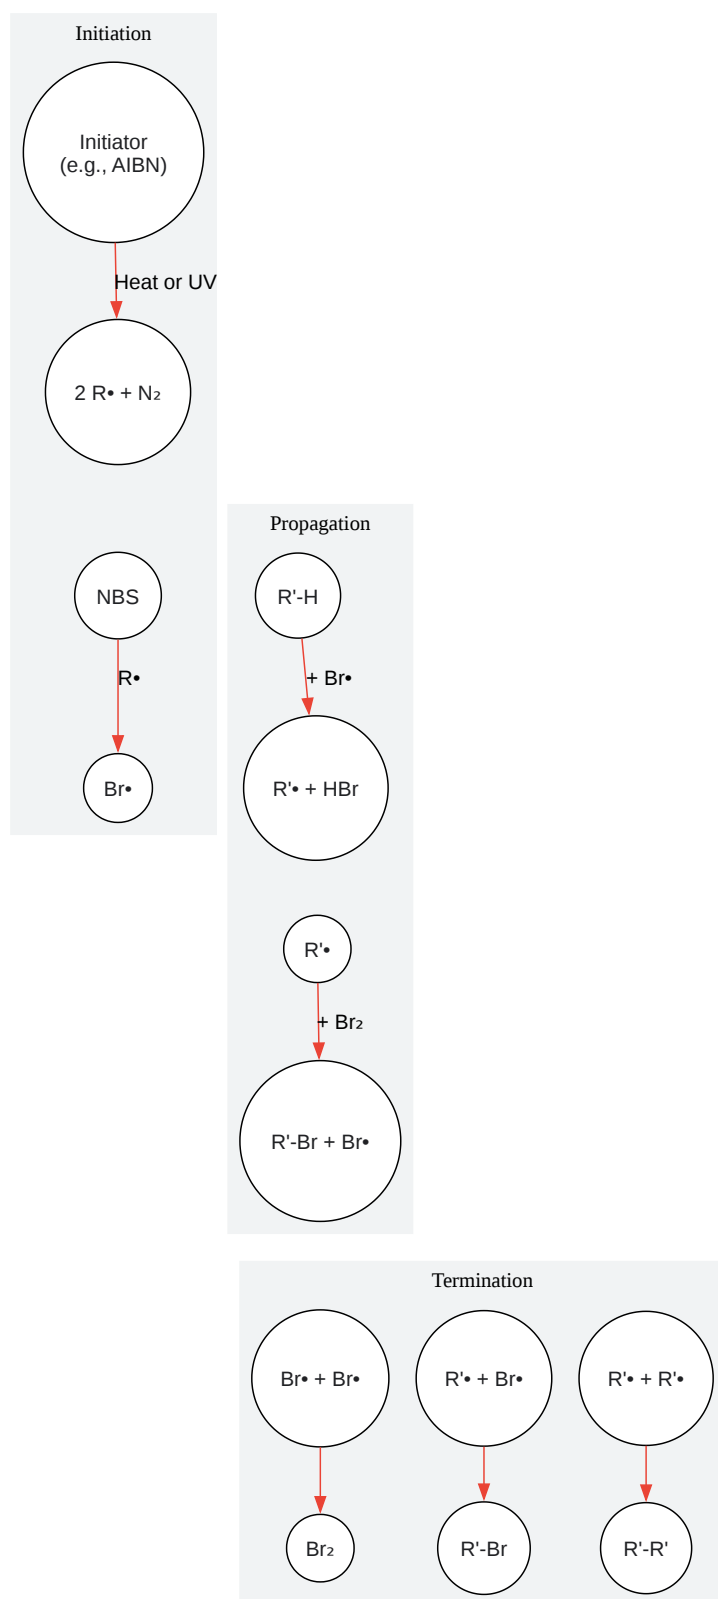 Initiation
Initiator
(e.g., AIBN)
Heat or UV
2 R• + N₂
NBS
R•
Br•
Propagation
R'-H
+ Br•
R'• + HBr
R'•
+ Br₂
R'-Br + Br•
Termination
Br• + Br•
R'• + Br•
R'• + R'•
Br₂
R'-Br
R'-R'